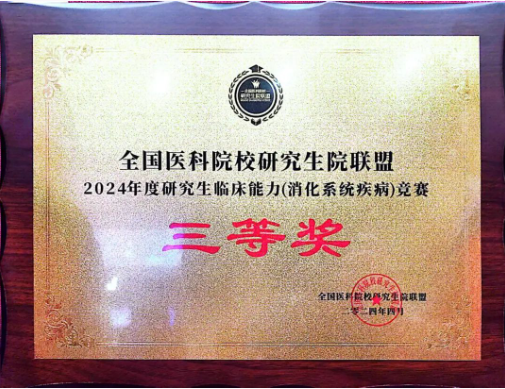 全国医科院校研究生院联盟
2024年度研究生临床能力(消化系统疾病)竞赛
三等奖
全国医科院校研究生院联盟
二零二四年四月